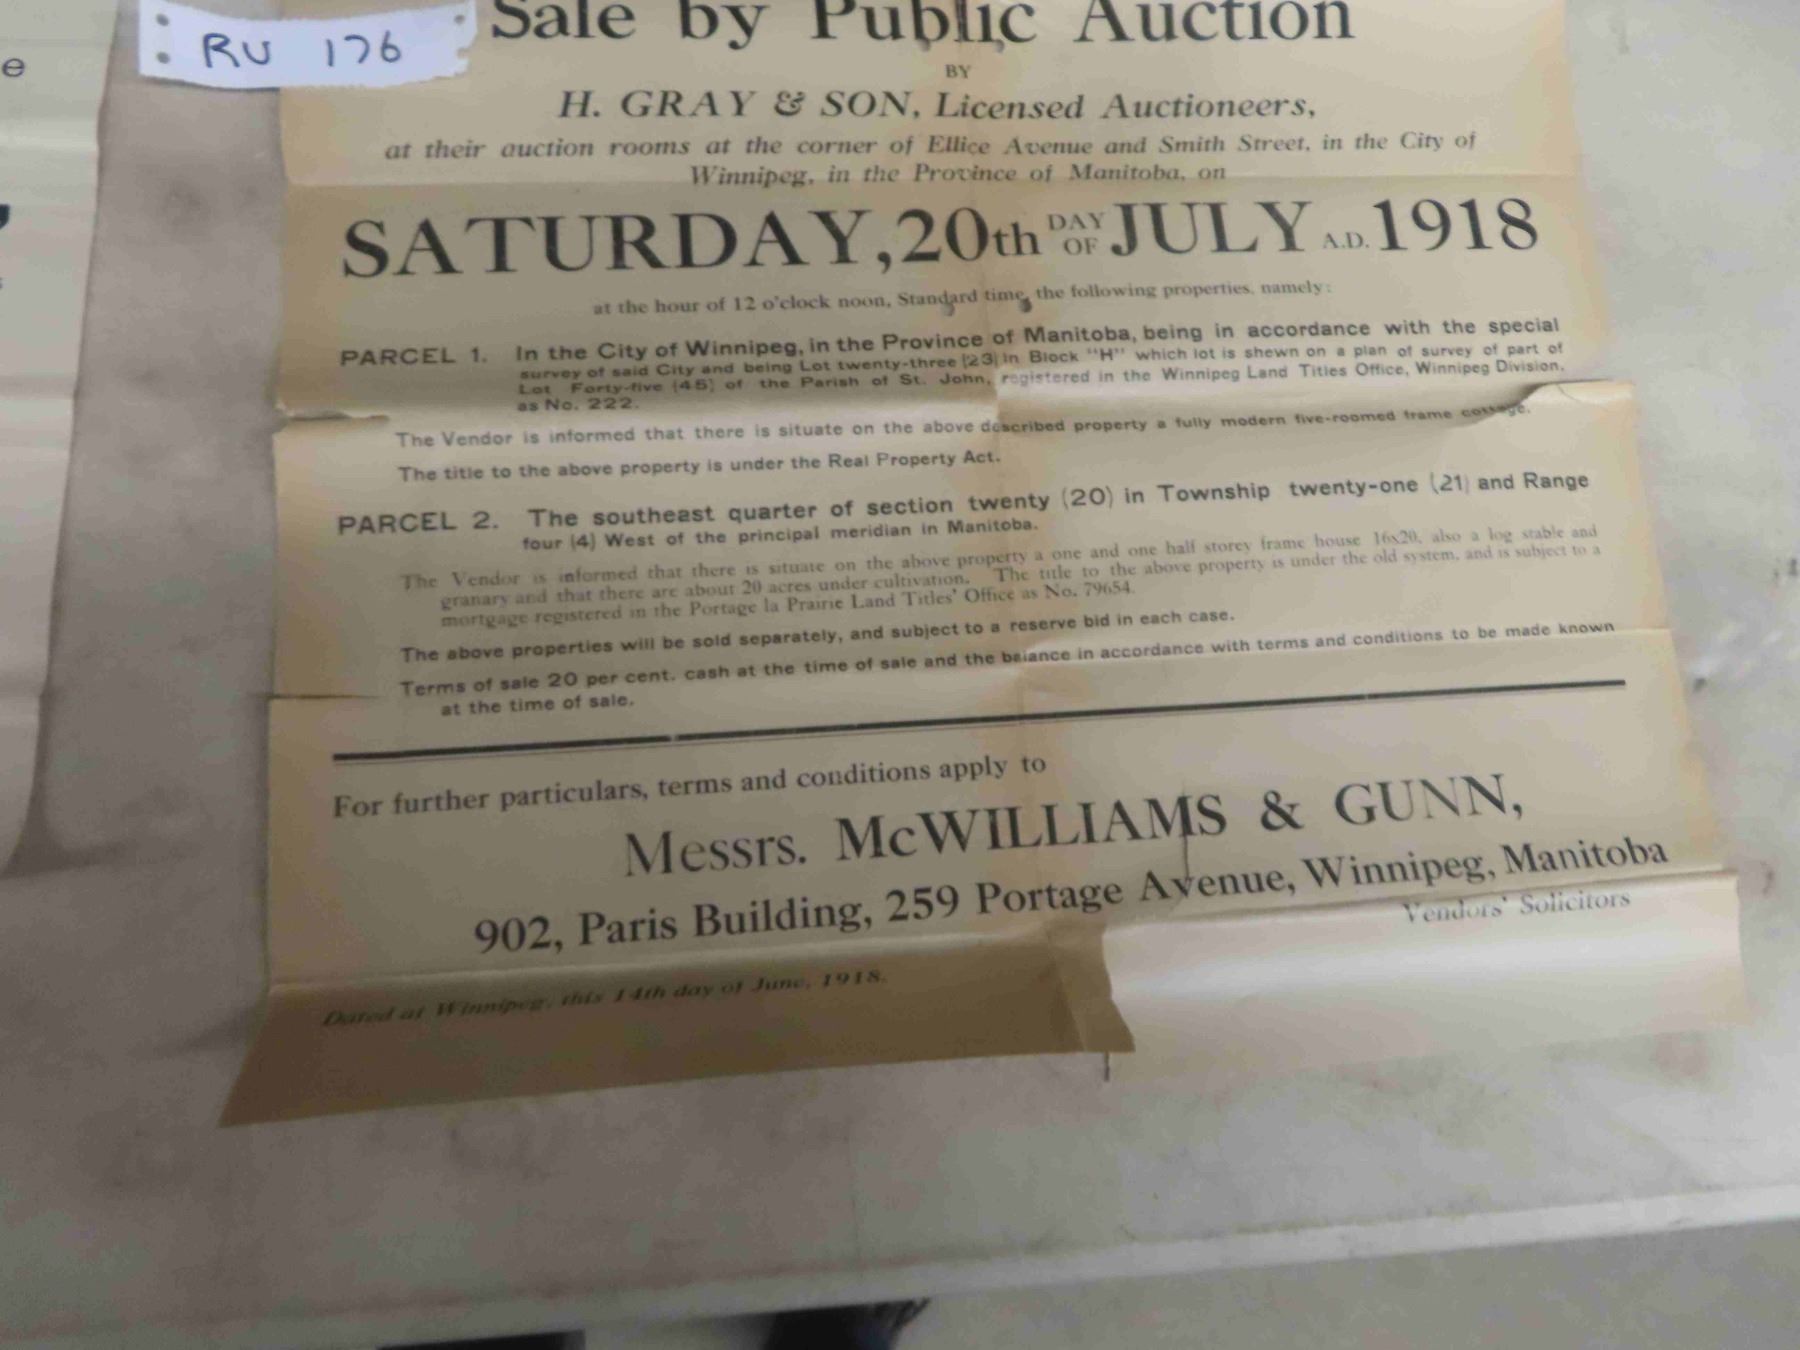 RU 176
e
Sale by Public Auction
BY
H. GRAY & SON, Licensed Auctioneers,
at their auction rooms at the corner of Ellice Avenue and Smith Street, in the City of
Winnipeg, in the Province of Manitoba, on
SATURDAY, 20th DAY OF JULY A.D. 1918
at the hour of 12 o'clock noon, Standard time, the following properties, namely:
PARCEL 1. In the City of Winnipeg, in the Province of Manitoba, being in accordance with the special
survey of said City and being Lot twenty-three (23) in Block "H" which lot is shewn on a plan of survey of part of
Lot Forty-five (45) of the Parish of St. John, registered in the Winnipeg Land Titles Office, Winnipeg Division,
as No. 222.
The Vendor is informed that there is situate on the above described property a fully modern five-roomed frame cottage.
The title to the above property is under the Real Property Act.
PARCEL 2. The southeast quarter of section twenty (20) in Township twenty-one (21) and Range
four (4) West of the principal meridian in Manitoba.
The Vendor is informed that there is situate on the above property a one and one half storey frame house 16x20, also a log stable and
granary and that there are about 20 acres under cultivation. The title to the above property is under the old system, and is subject to a
mortgage registered in the Portage la Prairie Land Titles' Office as No. 79654.
The above properties will be sold separately, and subject to a reserve bid in each case.
Terms of sale 20 per cent. cash at the time of sale and the balance in accordance with terms and conditions to be made known
at the time of sale.
For further particulars, terms and conditions apply to
Messrs. McWILLIAMS & GUNN,
902, Paris Building, 259 Portage Avenue, Winnipeg, Manitoba
Vendors' Solicitors
Dated at Winnipeg, this 14th day of June, 1918.